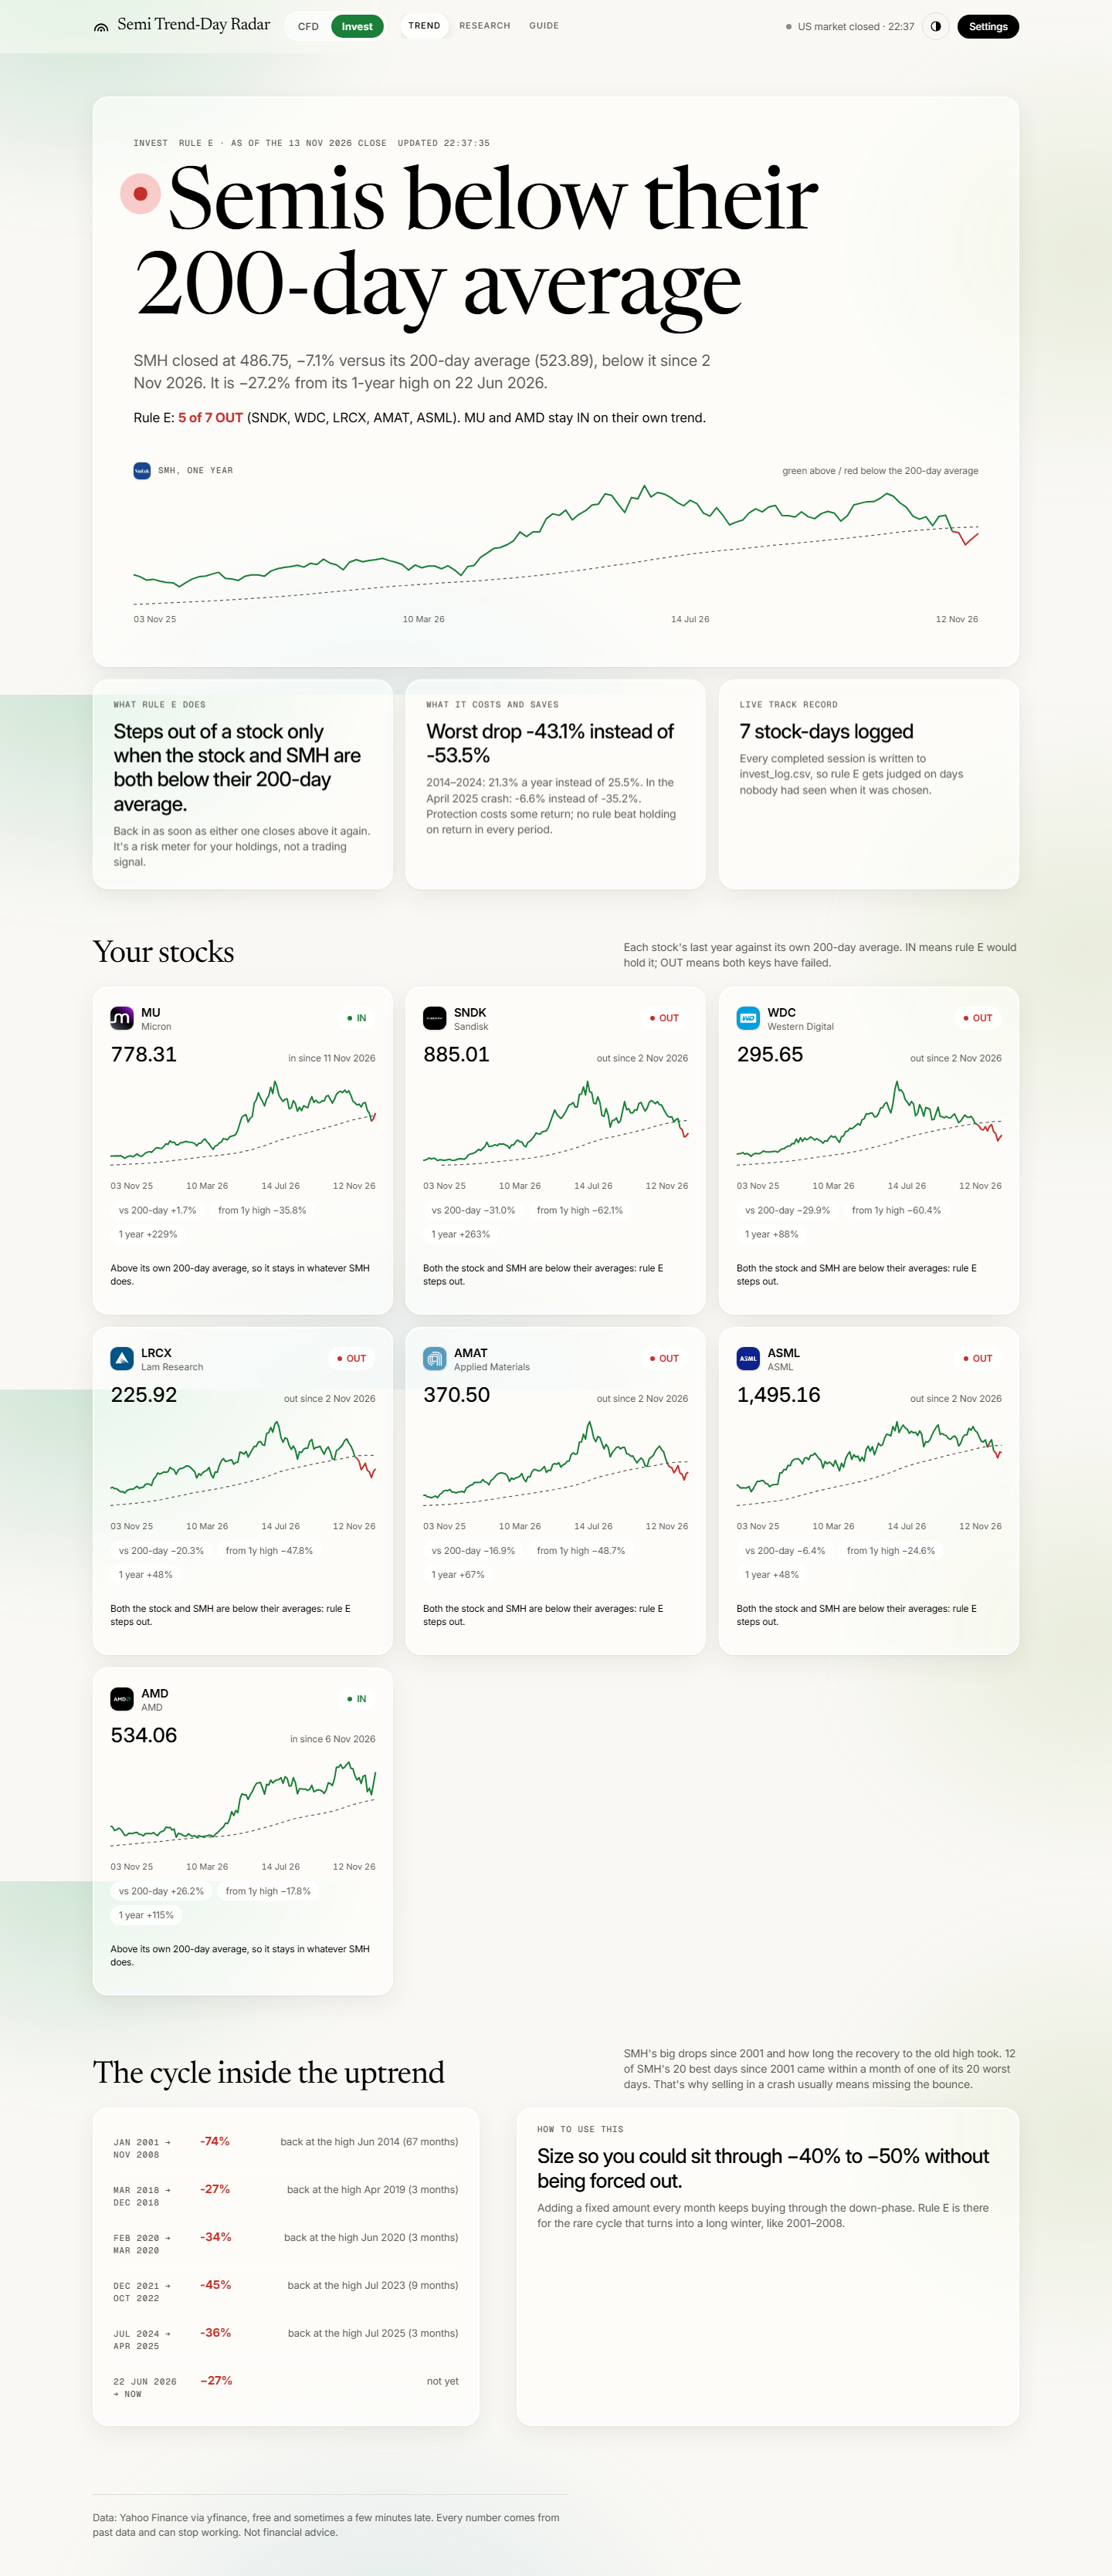 Semi Trend-Day Radar
CFD Invest
TREND RESEARCH GUIDE
US market closed · 22:37
Settings
INVEST RULE E · AS OF THE 13 NOV 2026 CLOSE UPDATED 22:37:35
Semis below their
200-day average
SMH closed at 486.75, −7.1% versus its 200-day average (523.89), below it since 2
Nov 2026. It is −27.2% from its 1-year high on 22 Jun 2026.
Rule E: 5 of 7 OUT (SNDK, WDC, LRCX, AMAT, ASML). MU and AMD stay IN on their own trend.
SMH, ONE YEAR
green above / red below the 200-day average
03 Nov 25 10 Mar 26 14 Jul 26 12 Nov 26
WHAT RULE E DOES
Steps out of a stock only
when the stock and SMH are
both below their 200-day
average.
Back in as soon as either one closes above it again.
It's a risk meter for your holdings, not a trading
signal.
WHAT IT COSTS AND SAVES
Worst drop -43.1% instead of
-53.5%
2014–2024: 21.3% a year instead of 25.5%. In the
April 2025 crash: -6.6% instead of -35.2%.
Protection costs some return; no rule beat holding
on return in every period.
LIVE TRACK RECORD
7 stock-days logged
Every completed session is written to
invest_log.csv, so rule E gets judged on days
nobody had seen when it was chosen.
Your stocks
Each stock's last year against its own 200-day average. IN means rule E would
hold it; OUT means both keys have failed.
MU
Micron
IN
778.31
in since 11 Nov 2026
03 Nov 25 10 Mar 26 14 Jul 26 12 Nov 26
vs 200-day +1.7% from 1y high −35.8%
1 year +229%
Above its own 200-day average, so it stays in whatever SMH
does.
SNDK
Sandisk
OUT
885.01
out since 2 Nov 2026
03 Nov 25 10 Mar 26 14 Jul 26 12 Nov 26
vs 200-day −31.0% from 1y high −62.1%
1 year +263%
Both the stock and SMH are below their averages: rule E
steps out.
WD
WDC
Western Digital
OUT
295.65
out since 2 Nov 2026
03 Nov 25 10 Mar 26 14 Jul 26 12 Nov 26
vs 200-day −29.9% from 1y high −60.4%
1 year +88%
Both the stock and SMH are below their averages: rule E
steps out.
LRCX
Lam Research
OUT
225.92
out since 2 Nov 2026
03 Nov 25 10 Mar 26 14 Jul 26 12 Nov 26
vs 200-day −20.3% from 1y high −47.8%
1 year +48%
Both the stock and SMH are below their averages: rule E
steps out.
AMAT
Applied Materials
OUT
370.50
out since 2 Nov 2026
03 Nov 25 10 Mar 26 14 Jul 26 12 Nov 26
vs 200-day −16.9% from 1y high −48.7%
1 year +67%
Both the stock and SMH are below their averages: rule E
steps out.
ASML
ASML
ASML
OUT
1,495.16
out since 2 Nov 2026
03 Nov 25 10 Mar 26 14 Jul 26 12 Nov 26
vs 200-day −6.4% from 1y high −24.6%
1 year +48%
Both the stock and SMH are below their averages: rule E
steps out.
AMD
AMD
AMD
IN
534.06
in since 6 Nov 2026
03 Nov 25 10 Mar 26 14 Jul 26 12 Nov 26
vs 200-day +26.2% from 1y high −17.8%
1 year +115%
Above its own 200-day average, so it stays in whatever SMH
does.
The cycle inside the uptrend
SMH's big drops since 2001 and how long the recovery to the old high took. 12
of SMH's 20 best days since 2001 came within a month of one of its 20 worst
days. That's why selling in a crash usually means missing the bounce.
JAN 2001 →
NOV 2008
-74%
back at the high Jun 2014 (67 months)
MAR 2018 →
DEC 2018
-27%
back at the high Apr 2019 (3 months)
FEB 2020 →
MAR 2020
-34%
back at the high Jun 2020 (3 months)
DEC 2021 →
OCT 2022
-45%
back at the high Jul 2023 (9 months)
JUL 2024 →
APR 2025
-36%
back at the high Jul 2025 (3 months)
22 JUN 2026
→ NOW
−27%
not yet
HOW TO USE THIS
Size so you could sit through −40% to −50% without
being forced out.
Adding a fixed amount every month keeps buying through the down-phase. Rule E is there
for the rare cycle that turns into a long winter, like 2001–2008.
Data: Yahoo Finance via yfinance, free and sometimes a few minutes late. Every number comes from
past data and can stop working. Not financial advice.